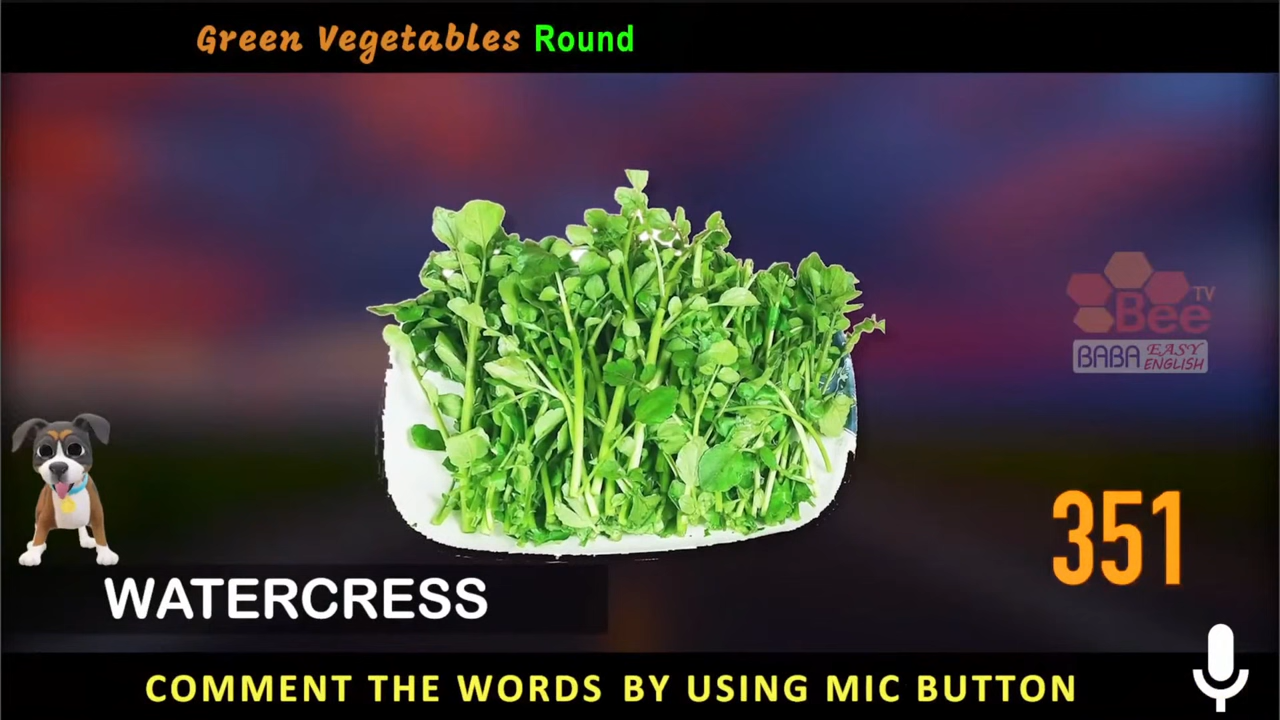 Green Vegetables Round
Bee TV
BABA EASY ENGLISH
351
WATERCRESS
COMMENT THE WORDS BY USING MIC BUTTON